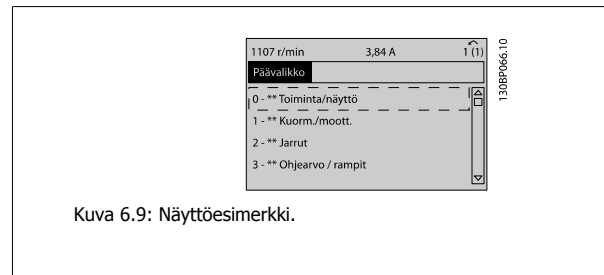 1107 r/min 3,84 A 1 (1)
Päävalikko
0 - ** Toiminta/näyttö
1 - ** Kuorm./moott.
2 - ** Jarrut
3 - ** Ohjearvo / rampit
130BP066.10
Kuva 6.9: Näyttöesimerkki.